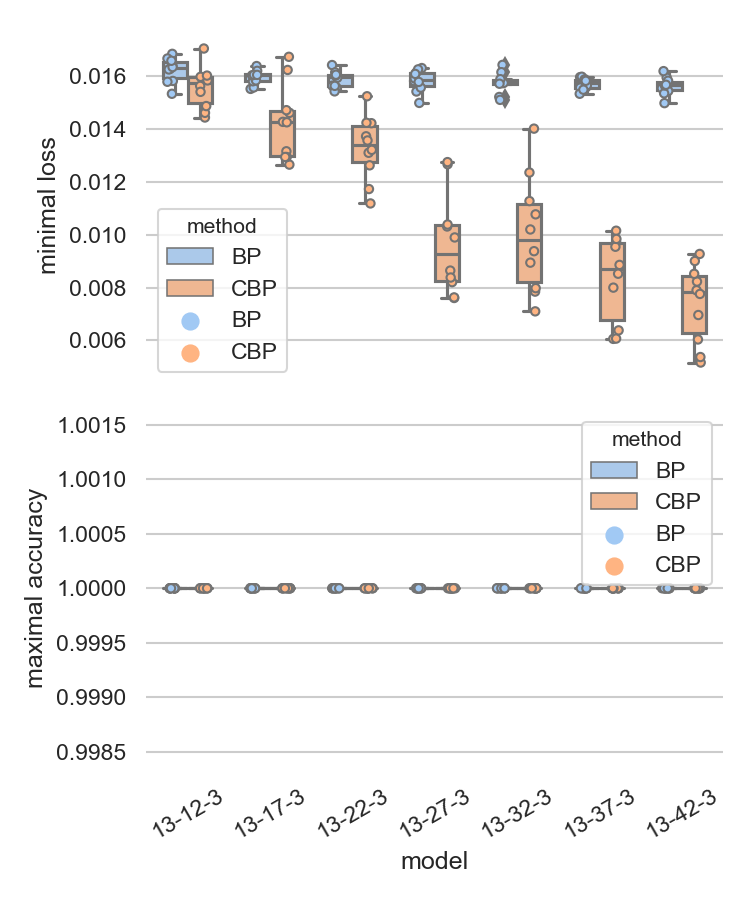 0.016
0.014
0.012
0.010
0.008
0.006
minimal loss
method
BP
CBP
BP
CBP
1.0015
1.0010
1.0005
1.0000
0.9995
0.9990
0.9985
maximal accuracy
method
BP
CBP
BP
CBP
13-12-3
13-17-3
13-22-3
13-27-3
13-32-3
13-37-3
13-42-3
model